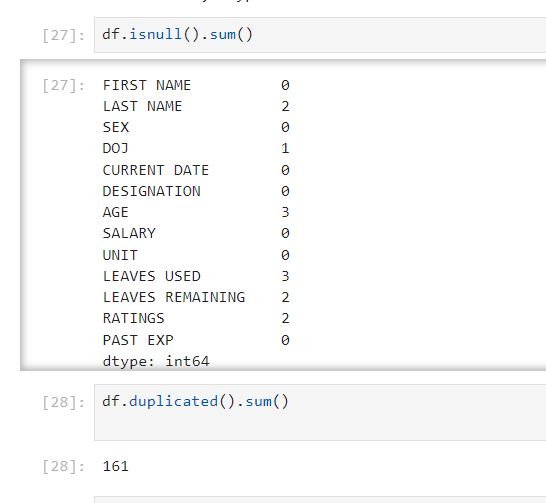 [27]: df.isnull().sum()
[27]: FIRST NAME 0
LAST NAME 2
SEX 0
DOJ 1
CURRENT DATE 0
DESIGNATION 0
AGE 3
SALARY 0
UNIT 0
LEAVES USED 3
LEAVES REMAINING 2
RATINGS 2
PAST EXP 0
dtype: int64
[28]: df.duplicated().sum()
[28]: 161